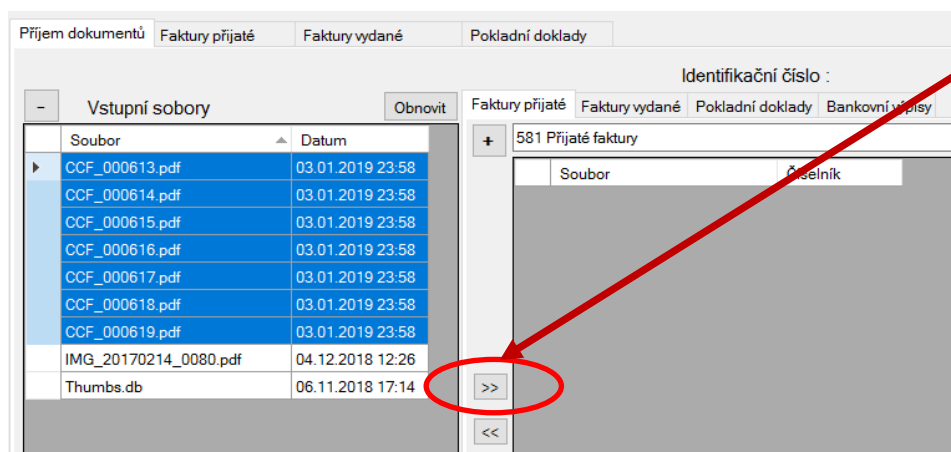 Příjem dokumentů Faktury přijaté Faktury vydané Pokladní doklady
Identifikační číslo :
- Vstupní sobory Obnovit
Faktury přijaté Faktury vydané Pokladní doklady Bankovní výpisy
+ 581 Přijaté faktury
Soubor Datum
Soubor Číselník
CCF_000613.pdf 03.01.2019 23:58
CCF_000614.pdf 03.01.2019 23:58
CCF_000615.pdf 03.01.2019 23:58
CCF_000616.pdf 03.01.2019 23:58
CCF_000617.pdf 03.01.2019 23:58
CCF_000618.pdf 03.01.2019 23:58
CCF_000619.pdf 03.01.2019 23:58
IMG_20170214_0080.pdf 04.12.2018 12:26
Thumbs.db 06.11.2018 17:14
>>
<<